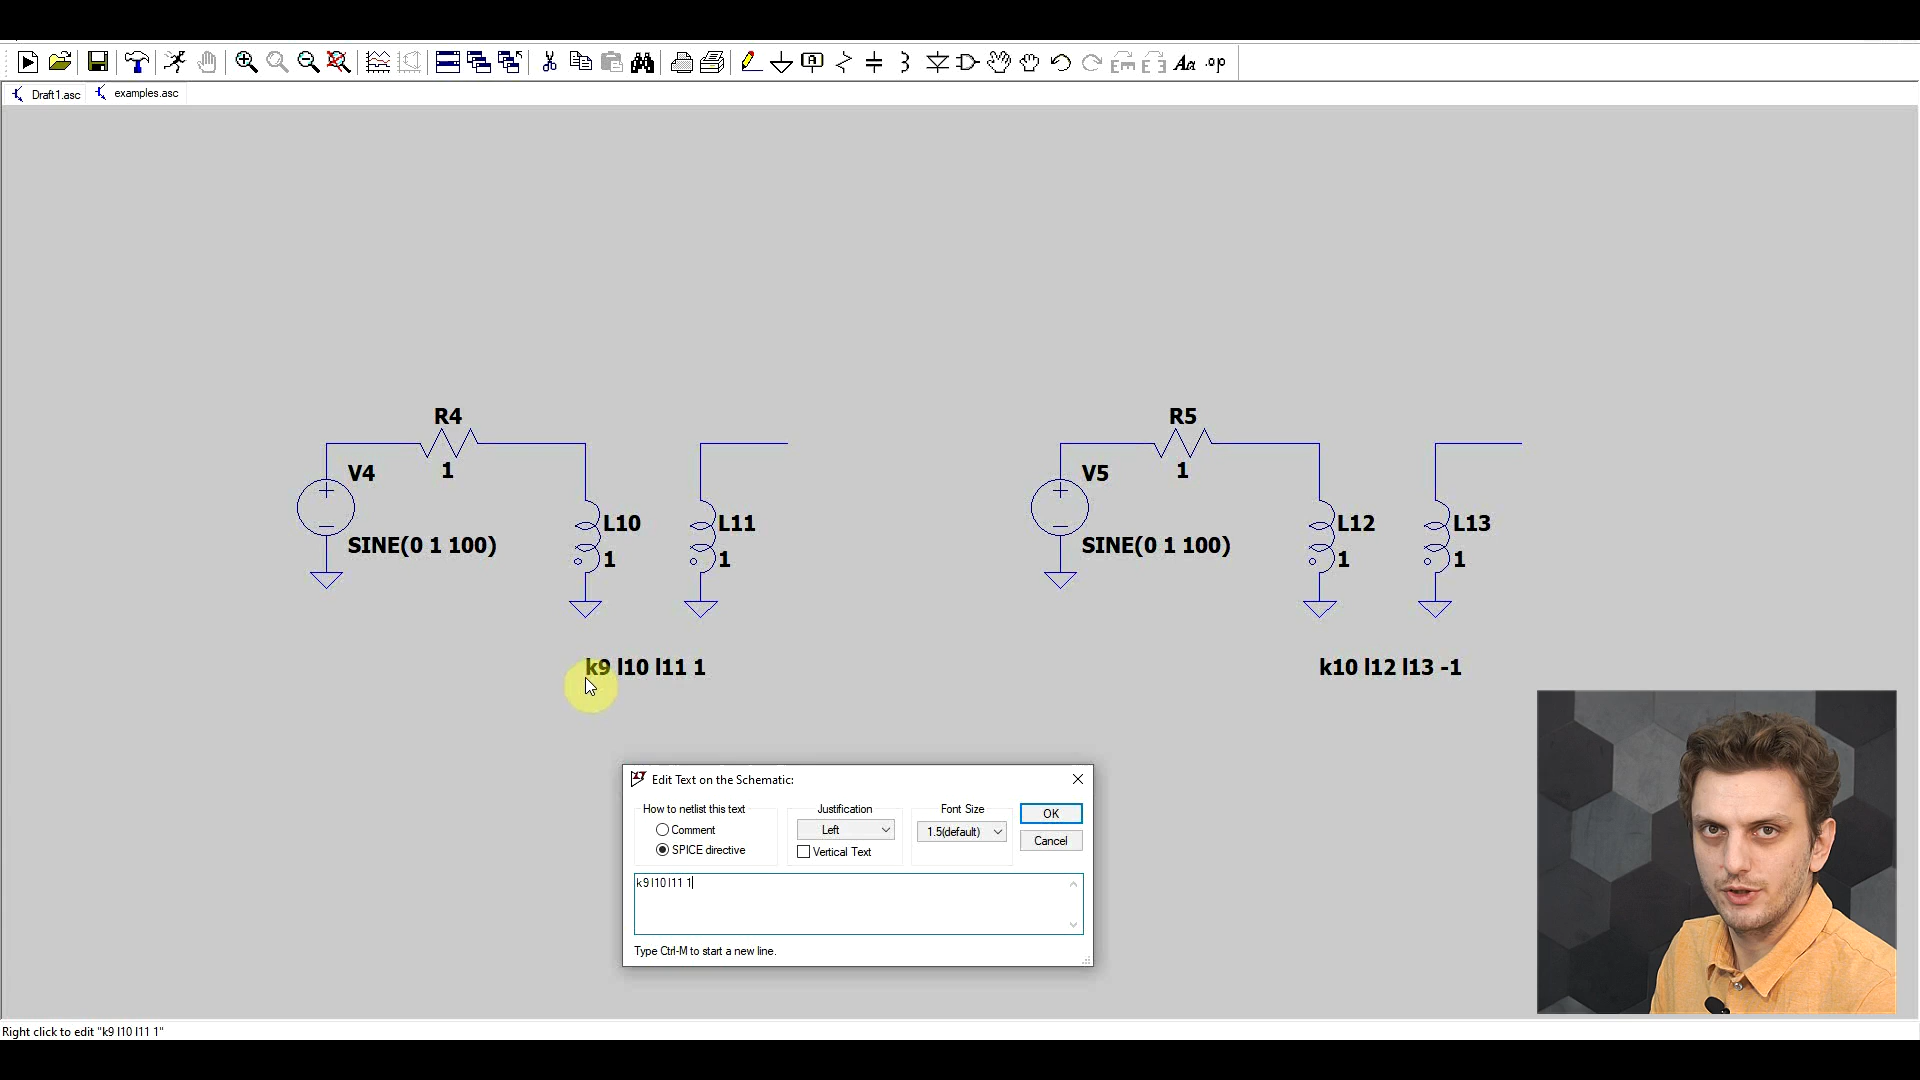 Draft1.asc examples.asc
R4
1
V4
SINE(0 1 100)
L10
1
L11
1
k9 l10 l11 1
R5
1
V5
SINE(0 1 100)
L12
1
L13
1
k10 l12 l13 -1
Edit Text on the Schematic:
How to netlist this text
Comment
SPICE directive
Justification
Left
Vertical Text
Font Size
1.5(default)
OK
Cancel
k9 l10 l11 1
Type Ctrl-M to start a new line.
Right click to edit "k9 l10 l11 1"
Aa
.op